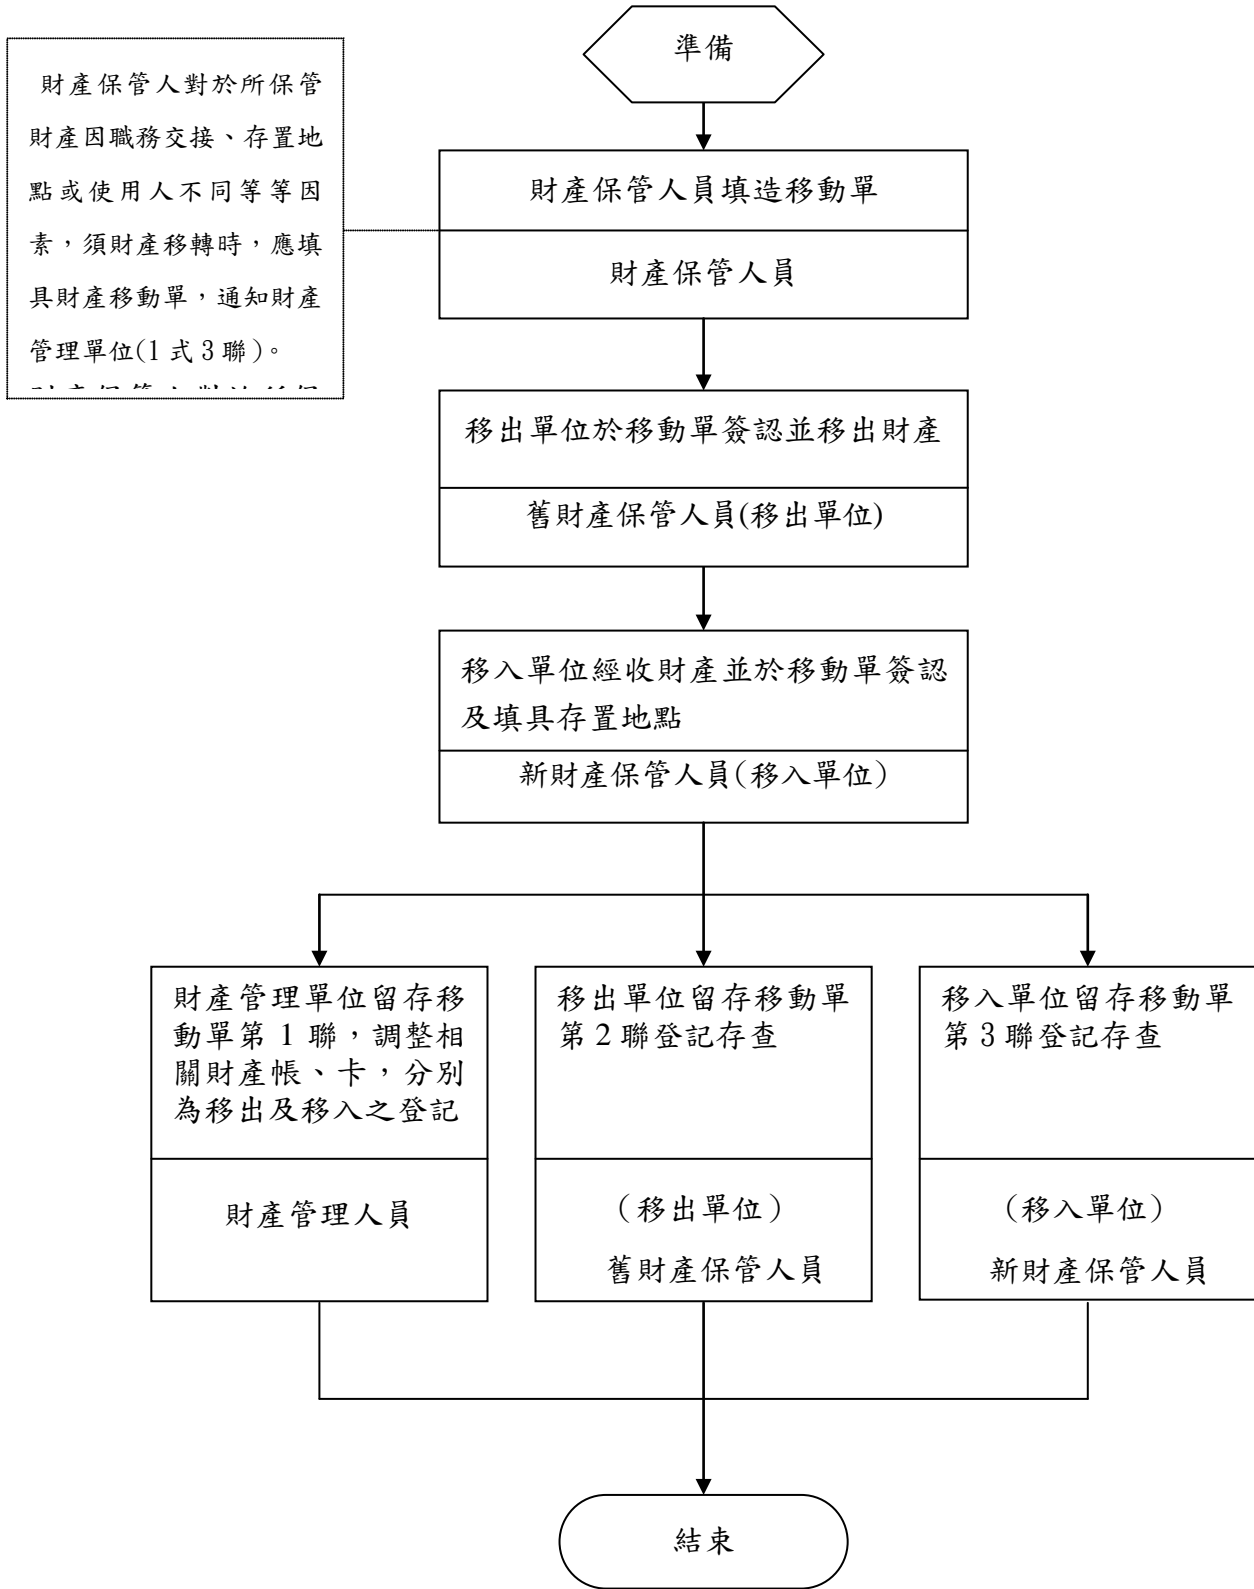 準備
財產保管人對於所保管
財產因職務交接、存置地
點或使用人不同等等因
素，須財產移轉時，應填
具財產移動單，通知財產
管理單位(1式3聯)。
財產保管人員填造移動單
財產保管人員
移出單位於移動單簽認並移出財產
舊財產保管人員(移出單位)
移入單位經收財產並於移動單簽認
及填具存置地點
新財產保管人員(移入單位)
財產管理單位留存移
動單第1聯，調整相
關財產帳、卡，分別
為移出及移入之登記
財產管理人員
移出單位留存移動單
第2聯登記存查
（移出單位）
舊財產保管人員
移入單位留存移動單
第3聯登記存查
（移入單位）
新財產保管人員
結束